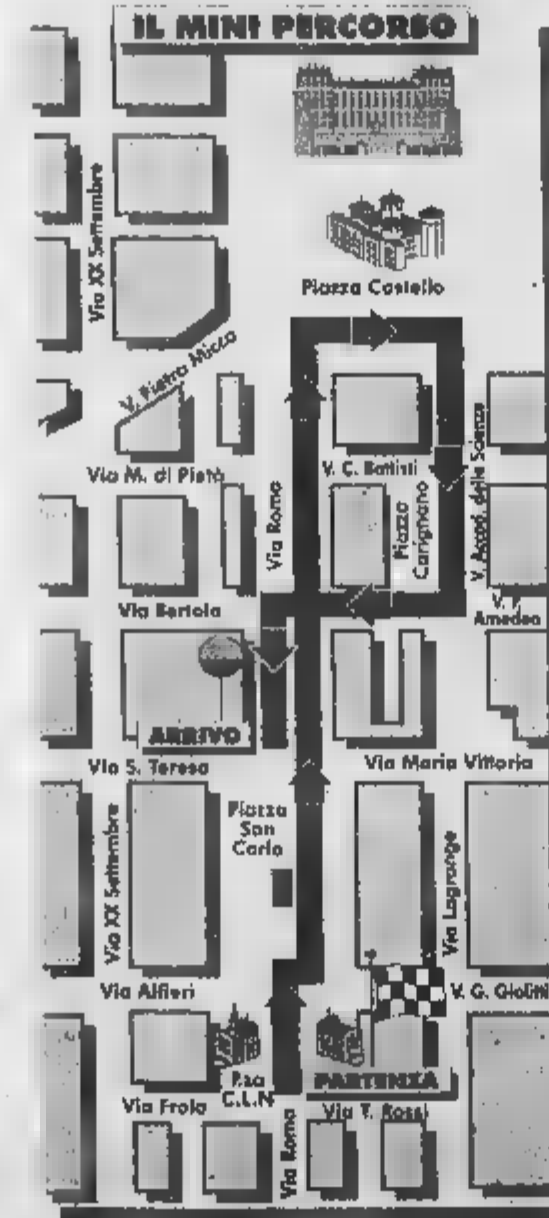 IL MINI PERCORSO
Piazza Castello
Via XX Settembre
V. Pietro Micca
Via M. di Pietà
V. C. Battisti
Via Roma
Piazza
Carignano
V. Accad. delle Scienze
Via Bertola
V. P.
Amedeo
ARRIVO
Via S. Teresa
Via Maria Vittoria
Piazza
San
Carlo
Via XX Settembre
Via Lagrange
Via Alfieri
V. G. Giolitti
P.za
C.L.N
PARTENZA
Via Frola
Via T. Rossi
Via Roma